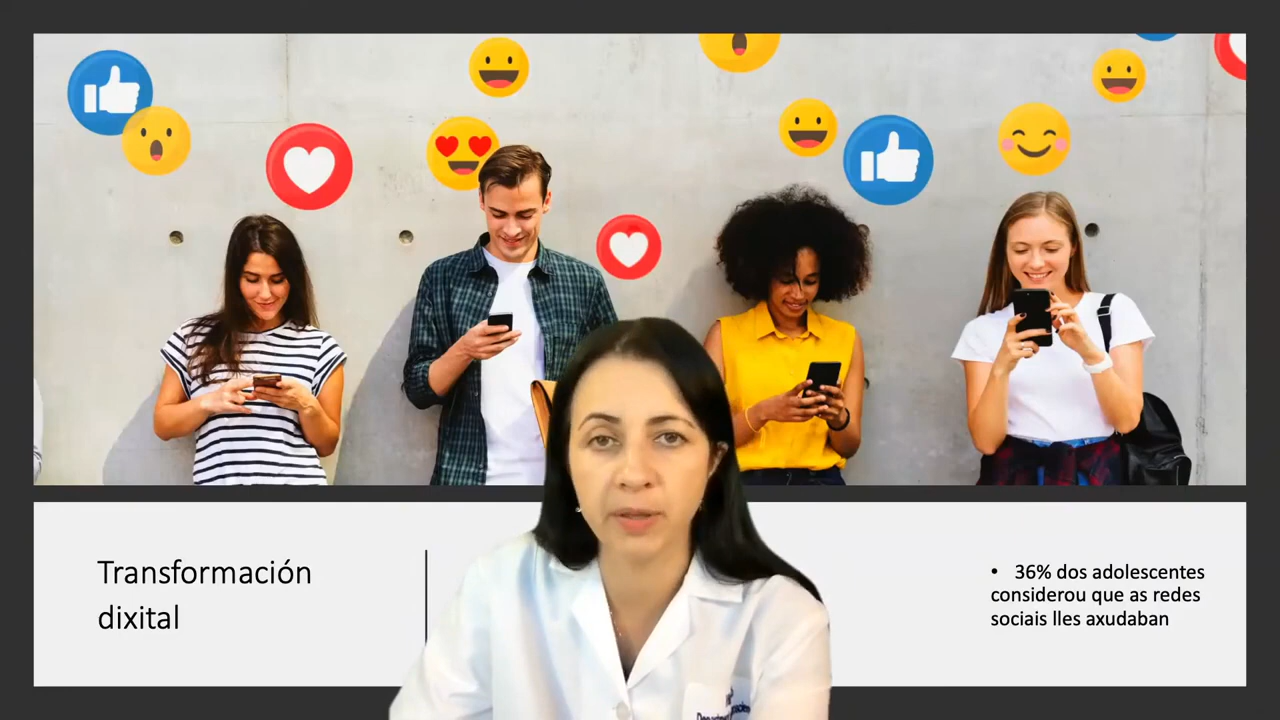 Transformación
dixital
• 36% dos adolescentes
considerou que as redes
sociais lles axudaban